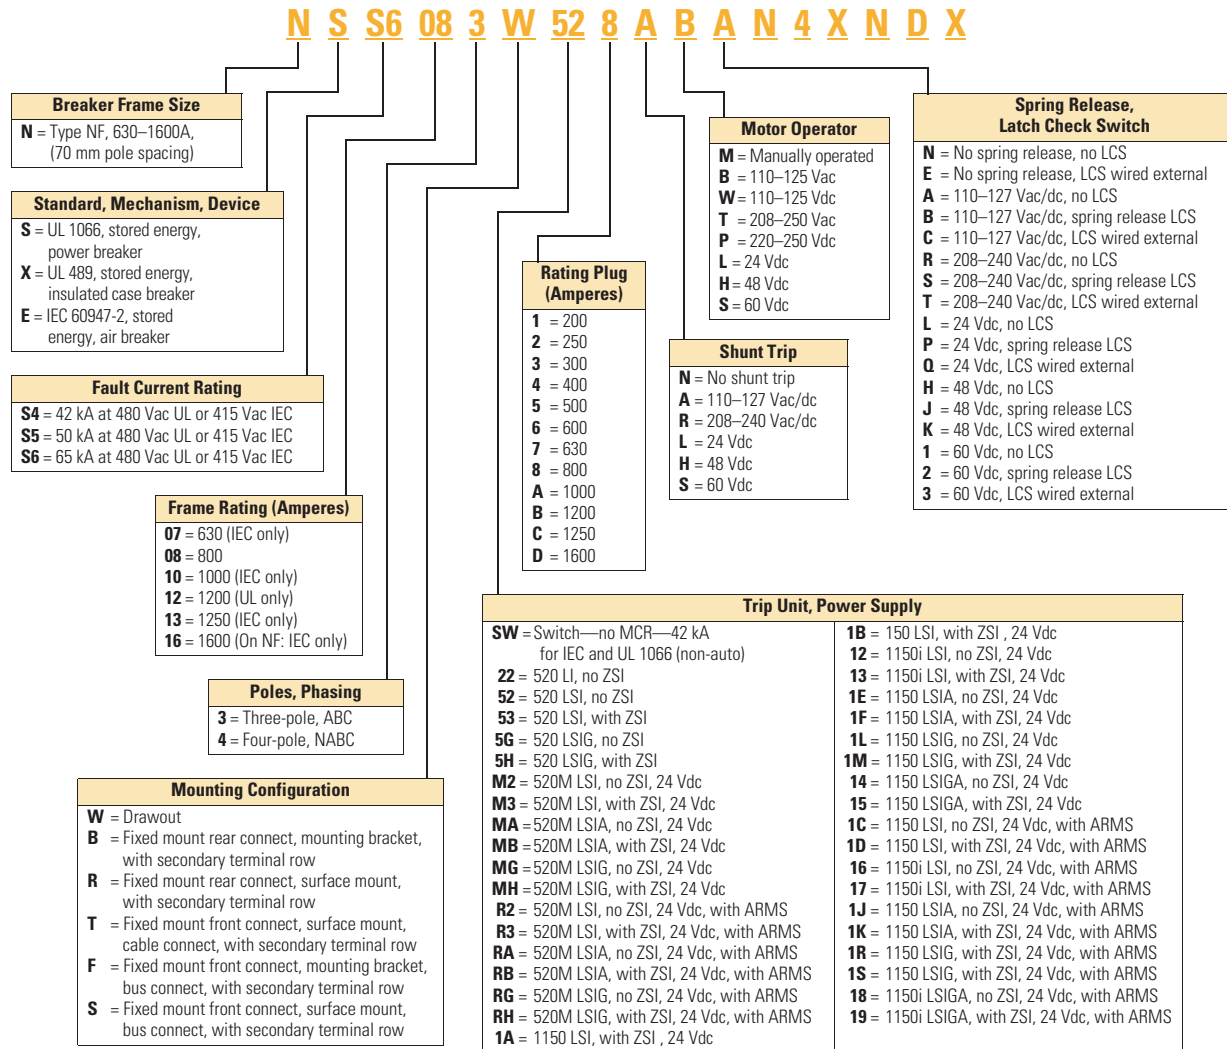 N S S6 08 3 W 52 8 A B A N 4 X N D X
Breaker Frame Size
N = Type NF, 630–1600A,
(70 mm pole spacing)
Standard, Mechanism, Device
S = UL 1066, stored energy,
power breaker
X = UL 489, stored energy,
insulated case breaker
E = IEC 60947-2, stored
energy, air breaker
Fault Current Rating
S4 = 42 kA at 480 Vac UL or 415 Vac IEC
S5 = 50 kA at 480 Vac UL or 415 Vac IEC
S6 = 65 kA at 480 Vac UL or 415 Vac IEC
Frame Rating (Amperes)
07 = 630 (IEC only)
08 = 800
10 = 1000 (IEC only)
12 = 1200 (UL only)
13 = 1250 (IEC only)
16 = 1600 (On NF: IEC only)
Poles, Phasing
3 = Three-pole, ABC
4 = Four-pole, NABC
Mounting Configuration
W = Drawout
B = Fixed mount rear connect, mounting bracket,
with secondary terminal row
R = Fixed mount rear connect, surface mount,
with secondary terminal row
T = Fixed mount front connect, surface mount,
cable connect, with secondary terminal row
F = Fixed mount front connect, mounting bracket,
bus connect, with secondary terminal row
S = Fixed mount front connect, surface mount,
bus connect, with secondary terminal row
Trip Unit, Power Supply
SW = Switch—no MCR—42 kA
for IEC and UL 1066 (non-auto)
22 = 520 LI, no ZSI
52 = 520 LSI, no ZSI
53 = 520 LSI, with ZSI
5G = 520 LSIG, no ZSI
5H = 520 LSIG, with ZSI
M2 = 520M LSI, no ZSI, 24 Vdc
M3 = 520M LSI, with ZSI, 24 Vdc
MA = 520M LSIA, no ZSI, 24 Vdc
MB = 520M LSIA, with ZSI, 24 Vdc
MG = 520M LSIG, no ZSI, 24 Vdc
MH = 520M LSIG, with ZSI, 24 Vdc
R2 = 520M LSI, no ZSI, 24 Vdc, with ARMS
R3 = 520M LSI, with ZSI, 24 Vdc, with ARMS
RA = 520M LSIA, no ZSI, 24 Vdc, with ARMS
RB = 520M LSIA, with ZSI, 24 Vdc, with ARMS
RG = 520M LSIG, no ZSI, 24 Vdc, with ARMS
RH = 520M LSIG, with ZSI, 24 Vdc, with ARMS
1A = 1150 LSI, with ZSI , 24 Vdc
1B = 150 LSI, with ZSI , 24 Vdc
12 = 1150i LSI, no ZSI, 24 Vdc
13 = 1150i LSI, with ZSI, 24 Vdc
1E = 1150 LSIA, no ZSI, 24 Vdc
1F = 1150 LSIA, with ZSI, 24 Vdc
1L = 1150 LSIG, no ZSI, 24 Vdc
1M = 1150 LSIG, with ZSI, 24 Vdc
14 = 1150 LSIGA, no ZSI, 24 Vdc
15 = 1150 LSIGA, with ZSI, 24 Vdc
1C = 1150 LSI, no ZSI, 24 Vdc, with ARMS
1D = 1150 LSI, with ZSI, 24 Vdc, with ARMS
16 = 1150i LSI, no ZSI, 24 Vdc, with ARMS
17 = 1150i LSI, with ZSI, 24 Vdc, with ARMS
1J = 1150 LSIA, no ZSI, 24 Vdc, with ARMS
1K = 1150 LSIA, with ZSI, 24 Vdc, with ARMS
1R = 1150 LSIG, with ZSI, 24 Vdc, with ARMS
1S = 1150 LSIG, with ZSI, 24 Vdc, with ARMS
18 = 1150i LSIGA, no ZSI, 24 Vdc, with ARMS
19 = 1150i LSIGA, with ZSI, 24 Vdc, with ARMS
Rating Plug
(Amperes)
1 = 200
2 = 250
3 = 300
4 = 400
5 = 500
6 = 600
7 = 630
8 = 800
A = 1000
B = 1200
C = 1250
D = 1600
Shunt Trip
N = No shunt trip
A = 110–127 Vac/dc
R = 208–240 Vac/dc
L = 24 Vdc
H = 48 Vdc
S = 60 Vdc
Motor Operator
M = Manually operated
B = 110–125 Vac
W = 110–125 Vdc
T = 208–250 Vac
P = 220–250 Vdc
L = 24 Vdc
H = 48 Vdc
S = 60 Vdc
Spring Release,
Latch Check Switch
N = No spring release, no LCS
E = No spring release, LCS wired external
A = 110–127 Vac/dc, no LCS
B = 110–127 Vac/dc, spring release LCS
C = 110–127 Vac/dc, LCS wired external
R = 208–240 Vac/dc, no LCS
S = 208–240 Vac/dc, spring release LCS
T = 208–240 Vac/dc, LCS wired external
L = 24 Vdc, no LCS
P = 24 Vdc, spring release LCS
Q = 24 Vdc, LCS wired external
H = 48 Vdc, no LCS
J = 48 Vdc, spring release LCS
K = 48 Vdc, LCS wired external
1 = 60 Vdc, no LCS
2 = 60 Vdc, spring release LCS
3 = 60 Vdc, LCS wired external